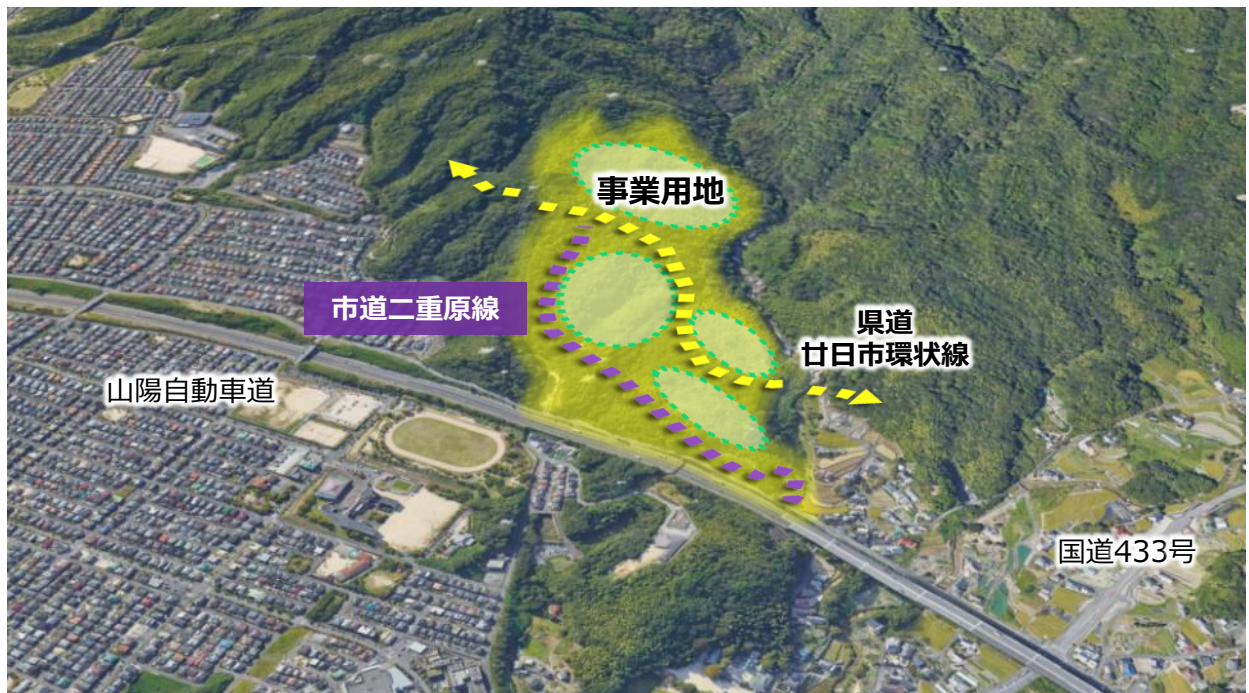 事業用地
市道二重原線
県道
廿日市環状線
山陽自動車道
国道433号